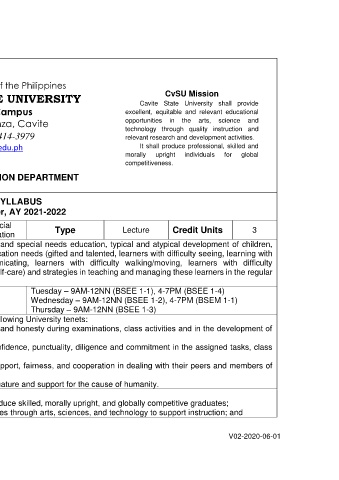 of the Philippines
E UNIVERSITY
Campus
nza, Cavite
414-3979
edu.ph
CvSU Mission
Cavite State University shall provide
excellent, equitable and relevant educational
opportunities in the arts, science and
technology through quality instruction and
relevant research and development activities.
It shall produce professional, skilled and
morally upright individuals for global
competitiveness.
ION DEPARTMENT
YLLABUS
r, AY 2021-2022
cial
ation
Type
Lecture
Credit Units
3
and special needs education, typical and atypical development of children,
cation needs (gifted and talented, learners with difficulty seeing, learning with
nicating, learners with difficulty walking/moving, learners with difficulty
lf-care) and strategies in teaching and managing these learners in the regular
Tuesday – 9AM-12NN (BSEE 1-1), 4-7PM (BSEE 1-4)
Wednesday – 9AM-12NN (BSEE 1-2), 4-7PM (BSEM 1-1)
Thursday – 9AM-12NN (BSEE 1-3)
llowing University tenets:
and honesty during examinations, class activities and in the development of
nfidence, punctuality, diligence and commitment in the assigned tasks, class
pport, fairness, and cooperation in dealing with their peers and members of
ature and support for the cause of humanity.
duce skilled, morally upright, and globally competitive graduates;
es through arts, sciences, and technology to support instruction; and
V02-2020-06-01